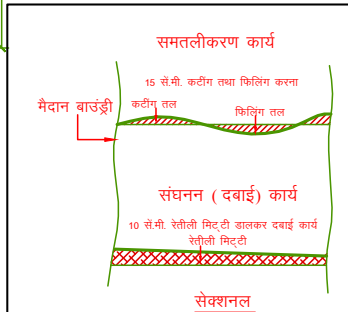 समतलीकरण कार्य
15 सें.मी. कटींग तथा फिलिंग करना
मैदान बाउंड्री
कटींग तल
फिलिंग तल
संघनन ( दबाई) कार्य
10 सें.मी. रेतीली मिट्टी डालकर दबाई कार्य
रेतीली मिट्टी
सेक्शनल